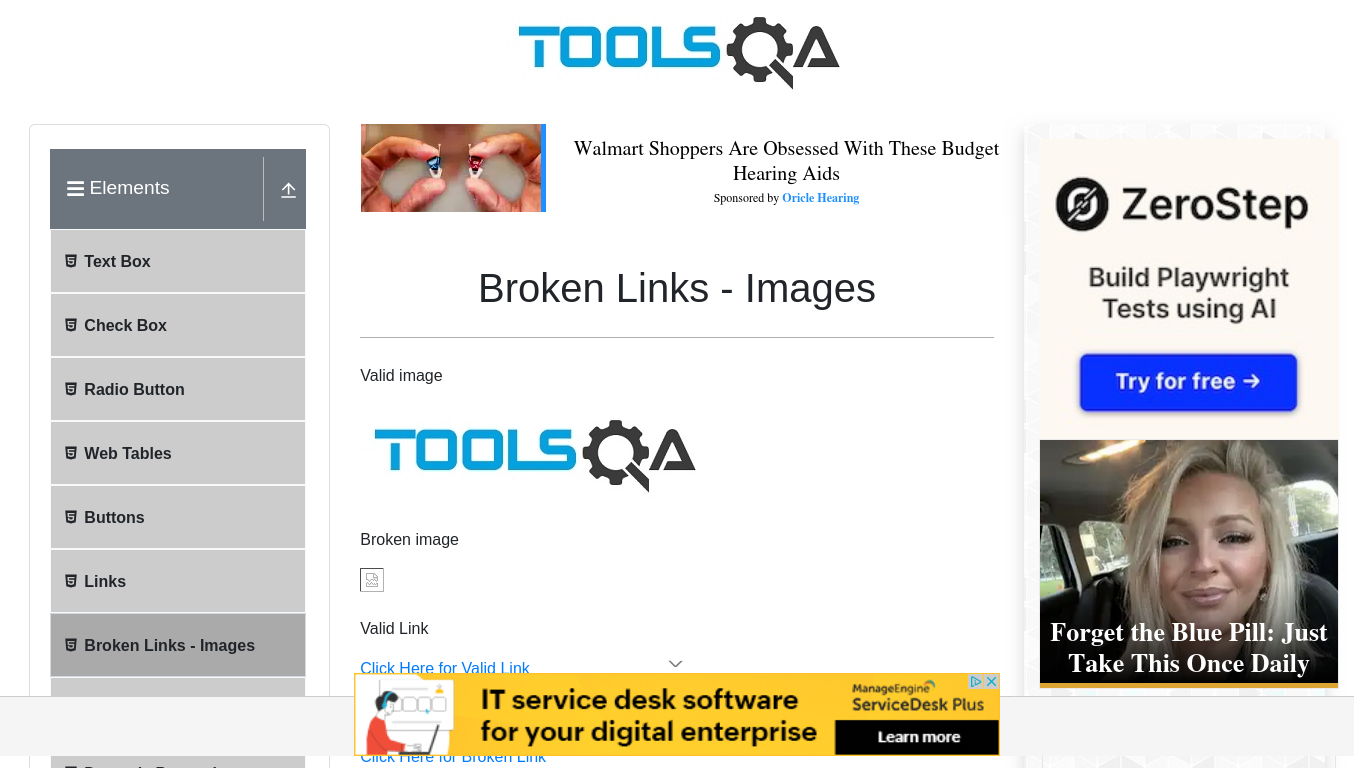 TOOLSQA
Elements
Text Box
Check Box
Radio Button
Web Tables
Buttons
Links
Broken Links - Images
Walmart Shoppers Are Obsessed With These Budget
Hearing Aids
Sponsored by Oricle Hearing
Broken Links - Images
Valid image
TOOLSQA
Broken image
Valid Link
Click Here for Valid Link
IT service desk software
for your digital enterprise
ManageEngine
ServiceDesk Plus
Learn more
Click Here for Broken Link
ZeroStep
Build Playwright
Tests using AI
Try for free →
Forget the Blue Pill: Just
Take This Once Daily